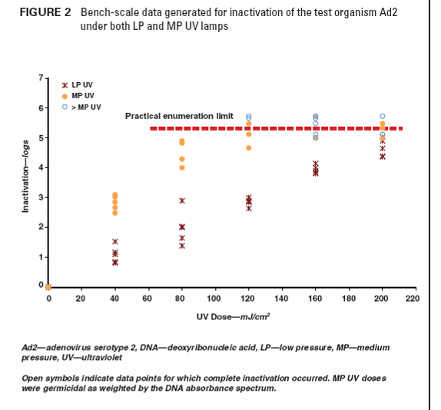 FIGURE 2 Bench-scale data generated for inactivation of the test organism Ad2
under both LP and MP UV lamps
7
LP UV
MP UV
> MP UV
6
Practical enumeration limit
5
4
3
2
1
0
Inactivation—logs
0 20 40 60 80 100 120 140 160 180 200 220
UV Dose—mJ/cm²
Ad2—adenovirus serotype 2, DNA—deoxyribonucleic acid, LP—low pressure, MP—medium
pressure, UV—ultraviolet
Open symbols indicate data points for which complete inactivation occurred. MP UV doses
were germicidal as weighted by the DNA absorbance spectrum.